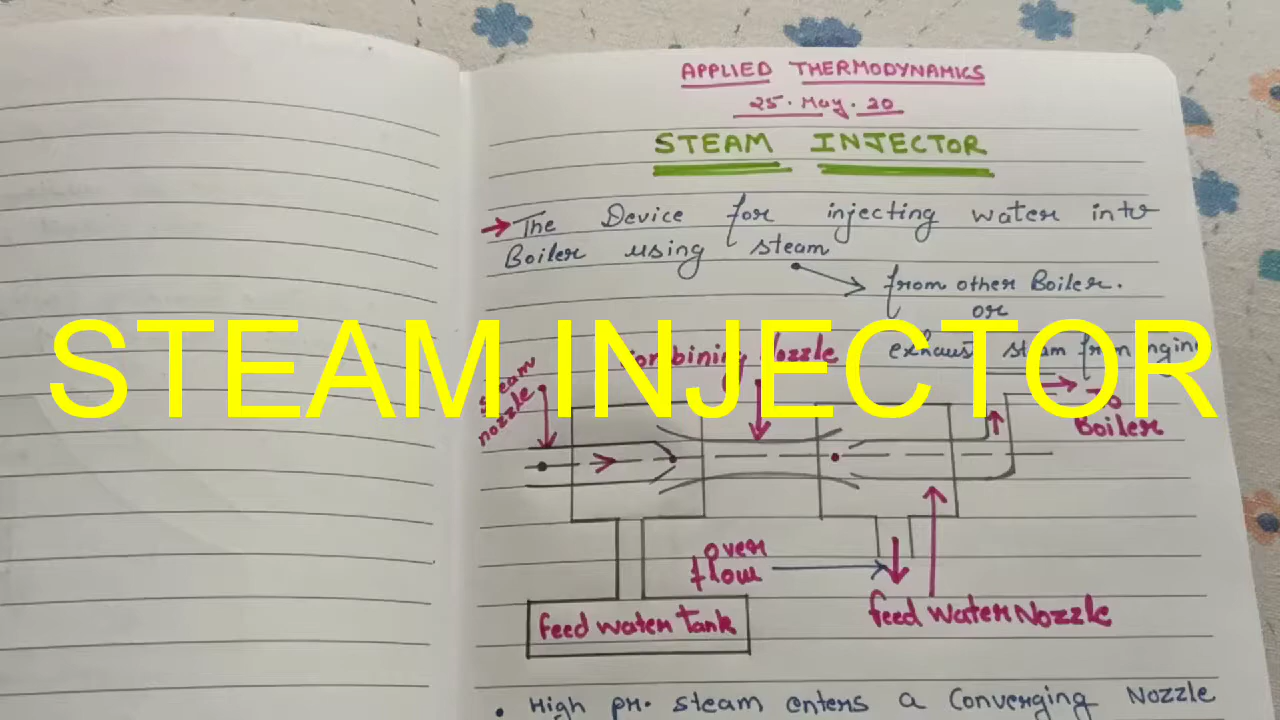 APPLIED THERMODYNAMICS
25. May. 20
STEAM INJECTOR
→ The Device for injecting water into
Boiler using steam
from other Boiler.
or
exhaust steam from
STEAM INJECTOR
Nozzle
steam
nozzle
To
Boiler
over
flow
feed water Nozzle
feed water Tank
• High pr. steam enters a Converging Nozzle